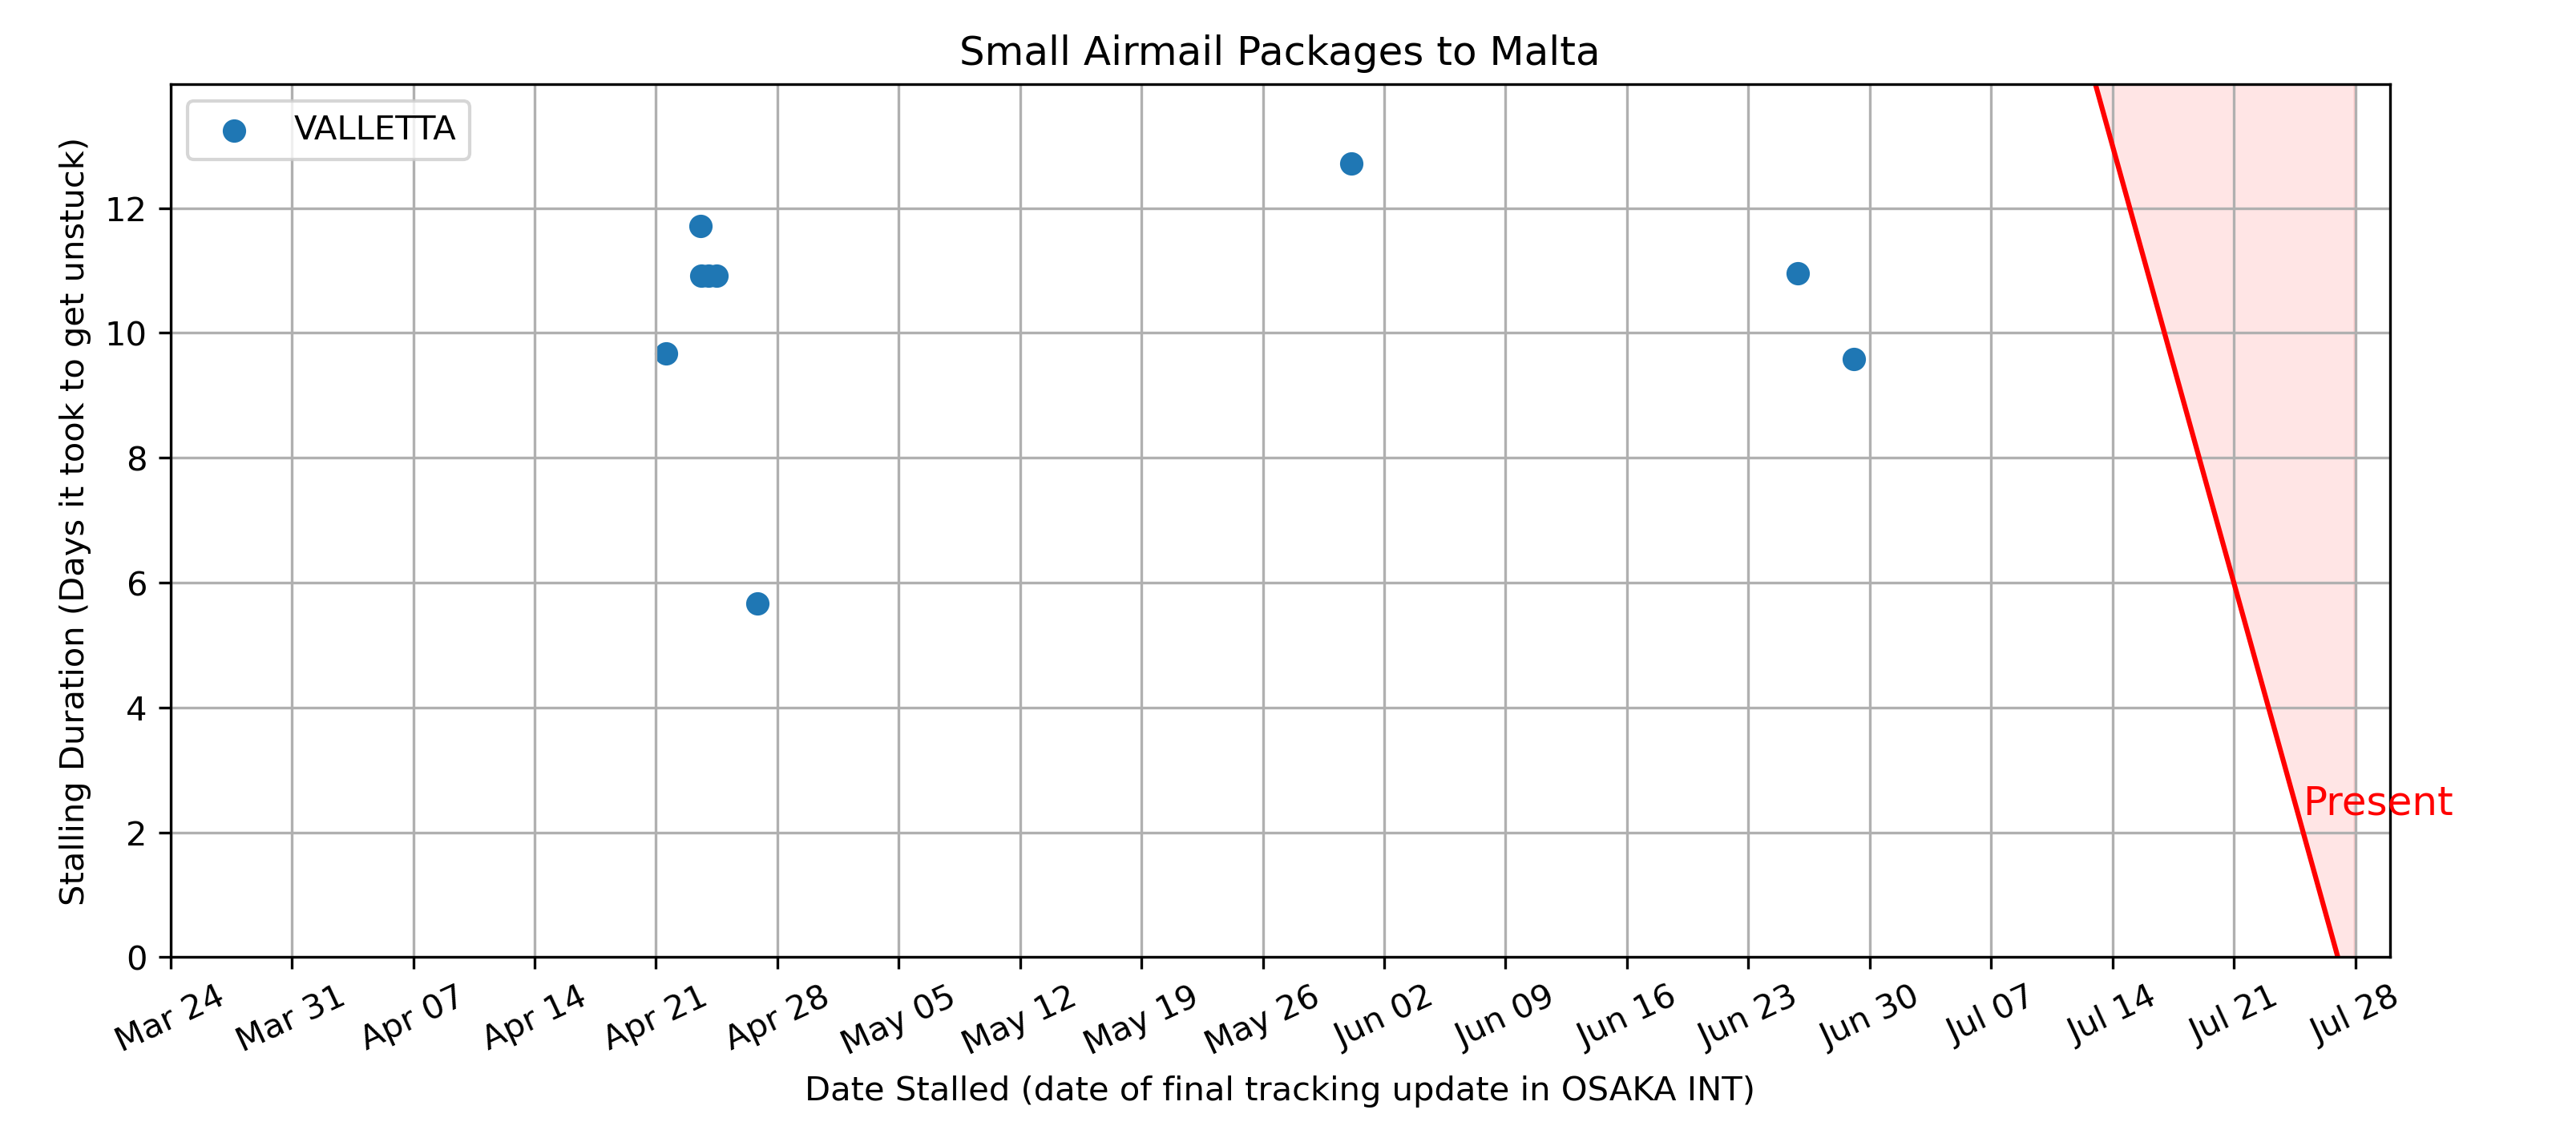 Small Airmail Packages to Malta
VALLETTA
Stalling Duration (Days it took to get unstuck)
12
10
8
6
4
2
0
Present
Mar 24
Mar 31
Apr 07
Apr 14
Apr 21
Apr 28
May 05
May 12
May 19
May 26
Jun 02
Jun 09
Jun 16
Jun 23
Jun 30
Jul 07
Jul 14
Jul 21
Jul 28
Date Stalled (date of final tracking update in OSAKA INT)